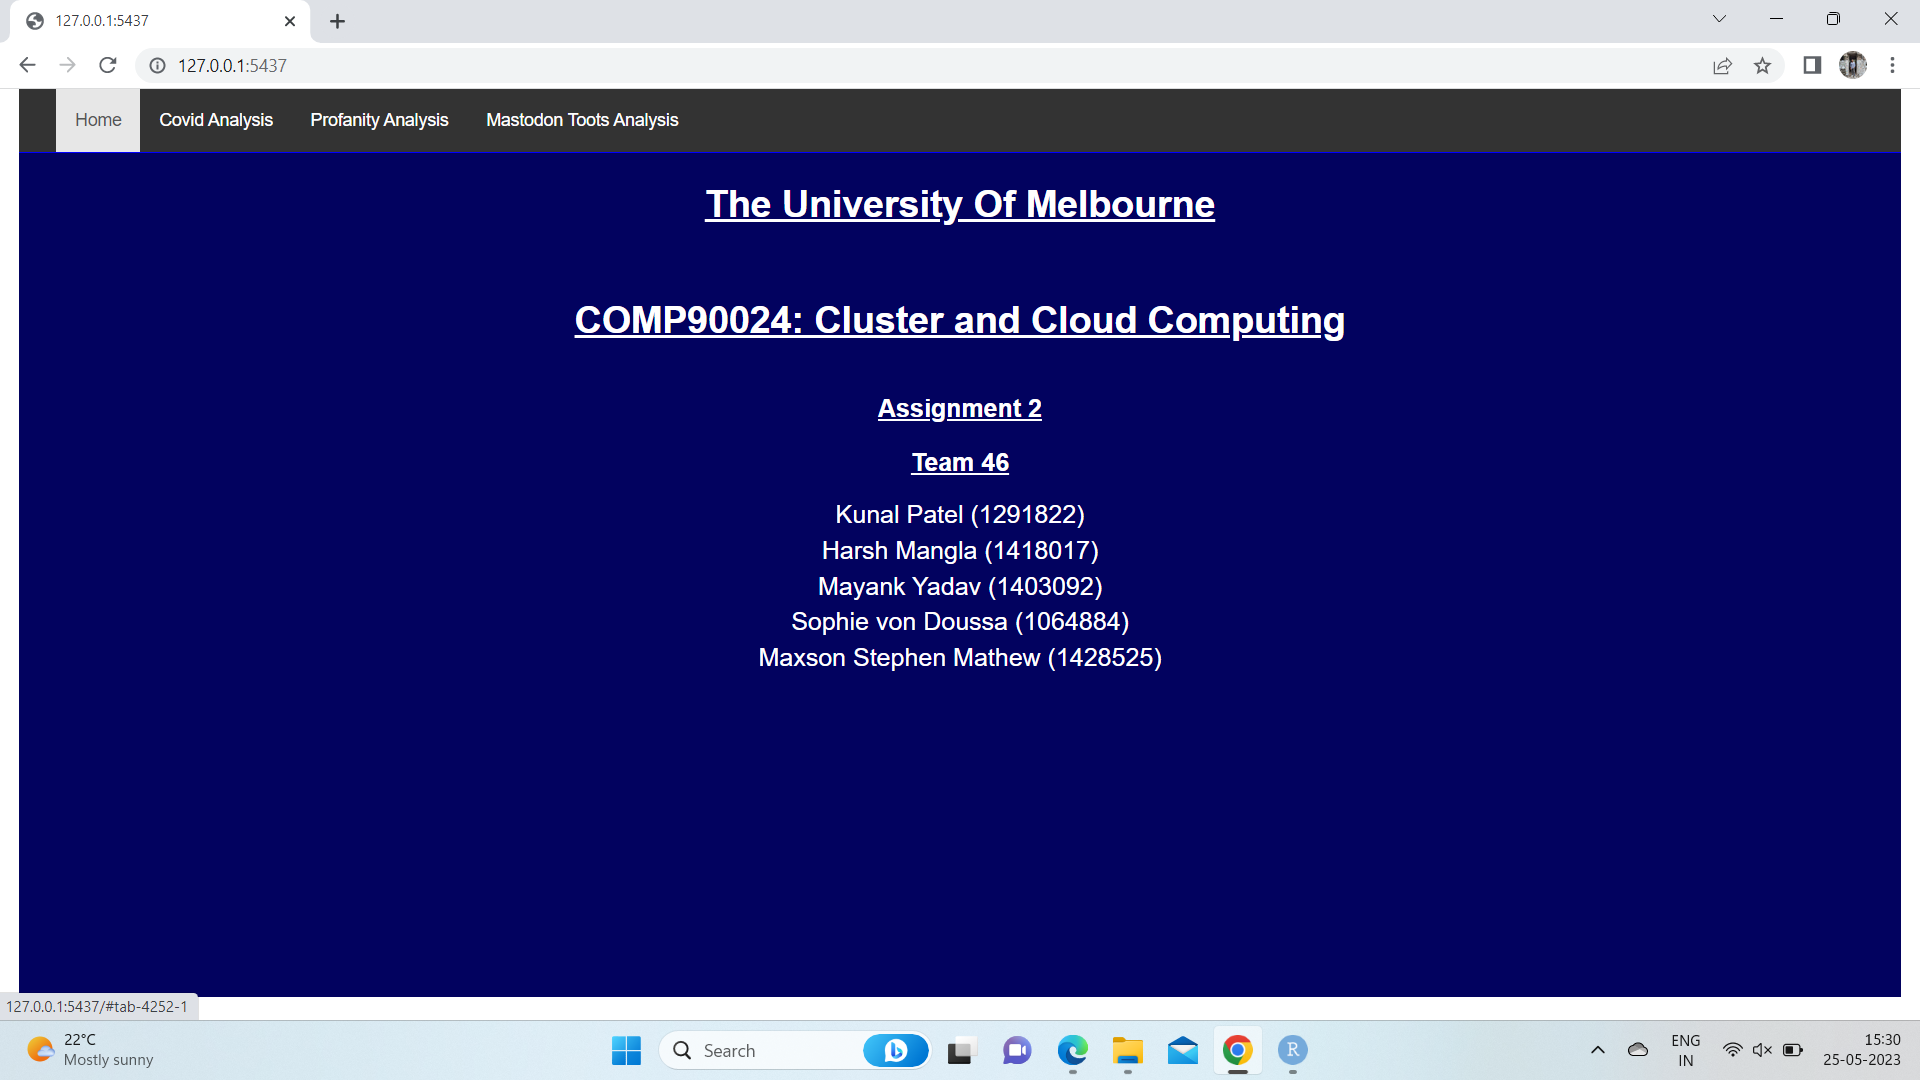 127.0.0.1:5437
127.0.0.1:5437
Home Covid Analysis Profanity Analysis Mastodon Toots Analysis
The University Of Melbourne
COMP90024: Cluster and Cloud Computing
Assignment 2
Team 46
Kunal Patel (1291822)
Harsh Mangla (1418017)
Mayank Yadav (1403092)
Sophie von Doussa (1064884)
Maxson Stephen Mathew (1428525)
127.0.0.1:5437/#tab-4252-1
22°C
Mostly sunny
Search
R
ENG
IN
15:30
25-05-2023